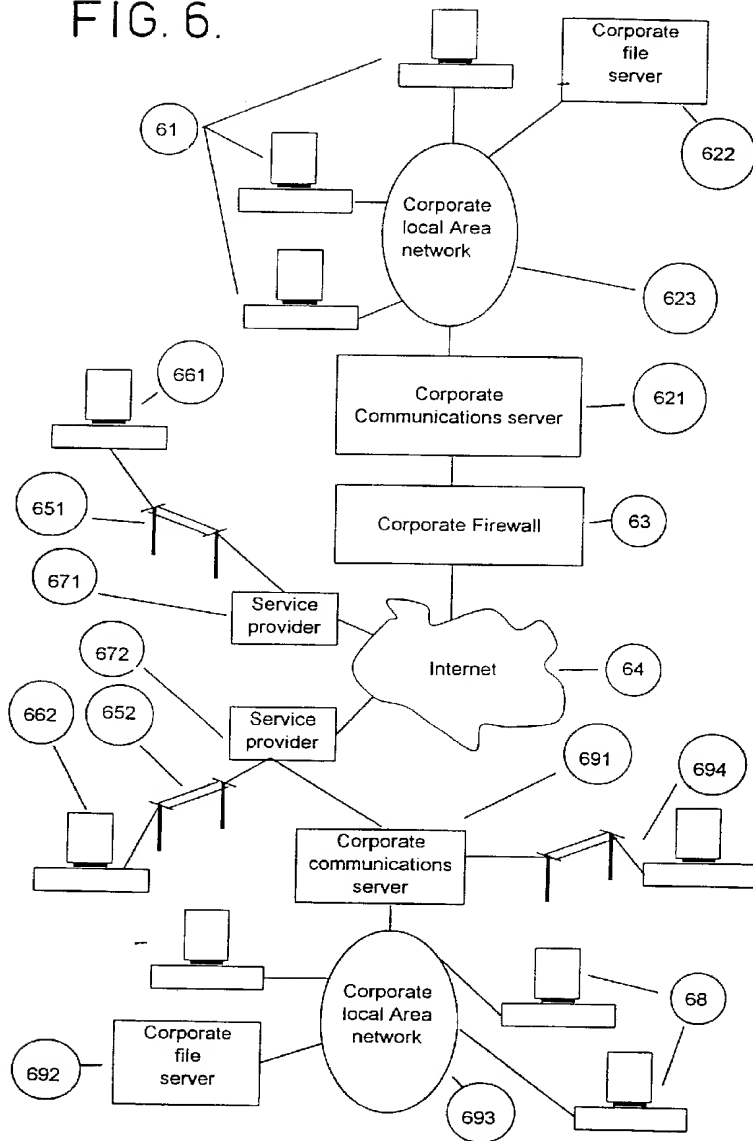 FIG. 6.
Corporate
file
server
61
622
Corporate
local Area
network
623
661
Corporate
Communications server
621
651
Corporate Firewall
63
671
Service
provider
672
Internet
64
662
652
Service
provider
691
694
Corporate
communications
server
Corporate
local Area
network
68
Corporate
file
server
692
693